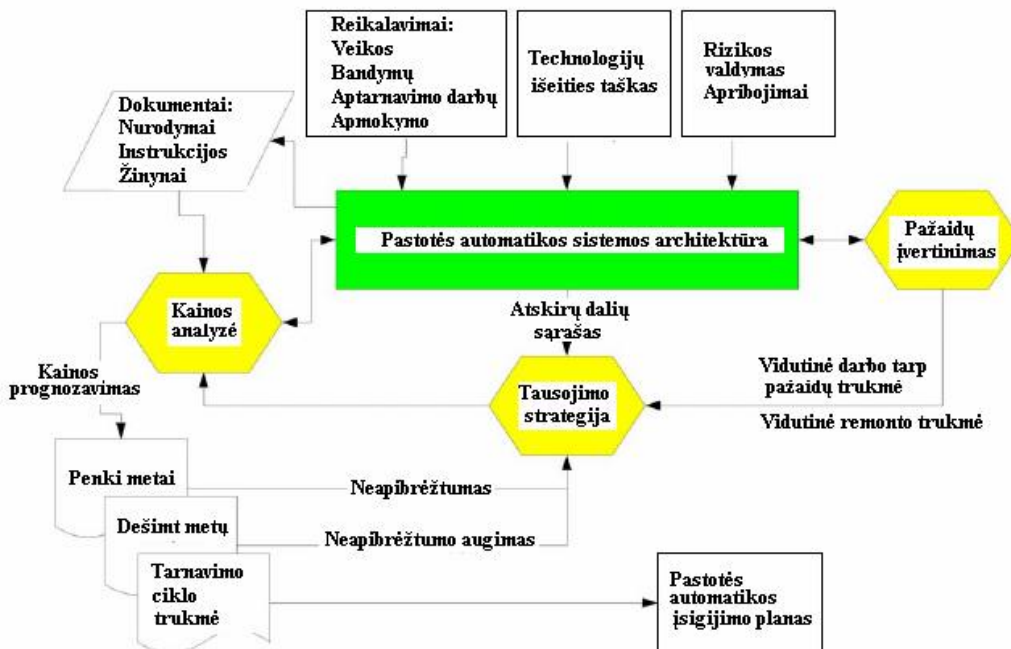 Reikalavimai:
Veikos
Bandymų
Aptarnavimo darbų
Apmokymo
Technologijų
išeities taškas
Rizikos
valdymas
Apribojimai
Dokumentai:
Nurodymai
Instrukcijos
Žinynai
Pastotės automatikos sistemos architektūra
Pažaidų
įvertinimas
Kainos
analyzé
Atskirų dalių
sąrašas
Kainos
prognozavimas
Tausojimo
strategija
Vidutinė darbo tarp
pažaidų trukmė
Vidutinė remonto trukmė
Penki metai
Neapibrėžtumas
Dešimt metų
Neapibrėžtumo augimas
Tarnavimo
ciklo
trukmė
Pastotės
automatikos
įsigijimo planas